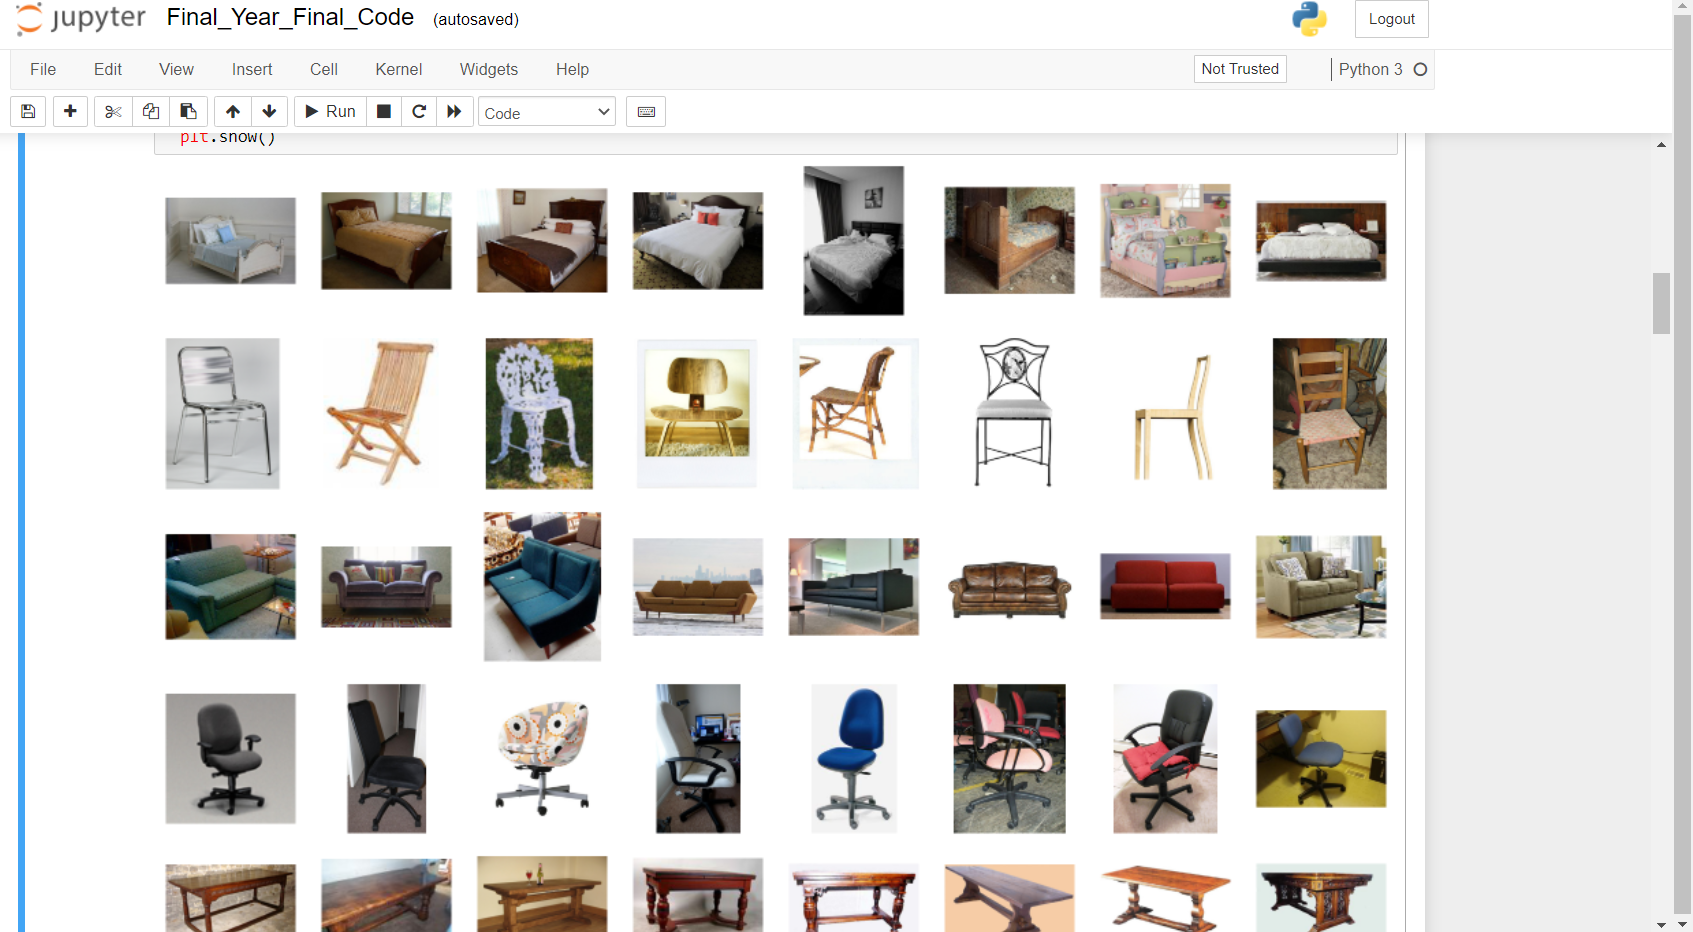 jupyter Final_Year_Final_Code (autosaved)
Logout
File Edit View Insert Cell Kernel Widgets Help
Not Trusted
Python 3
Run
Code
plt.show()